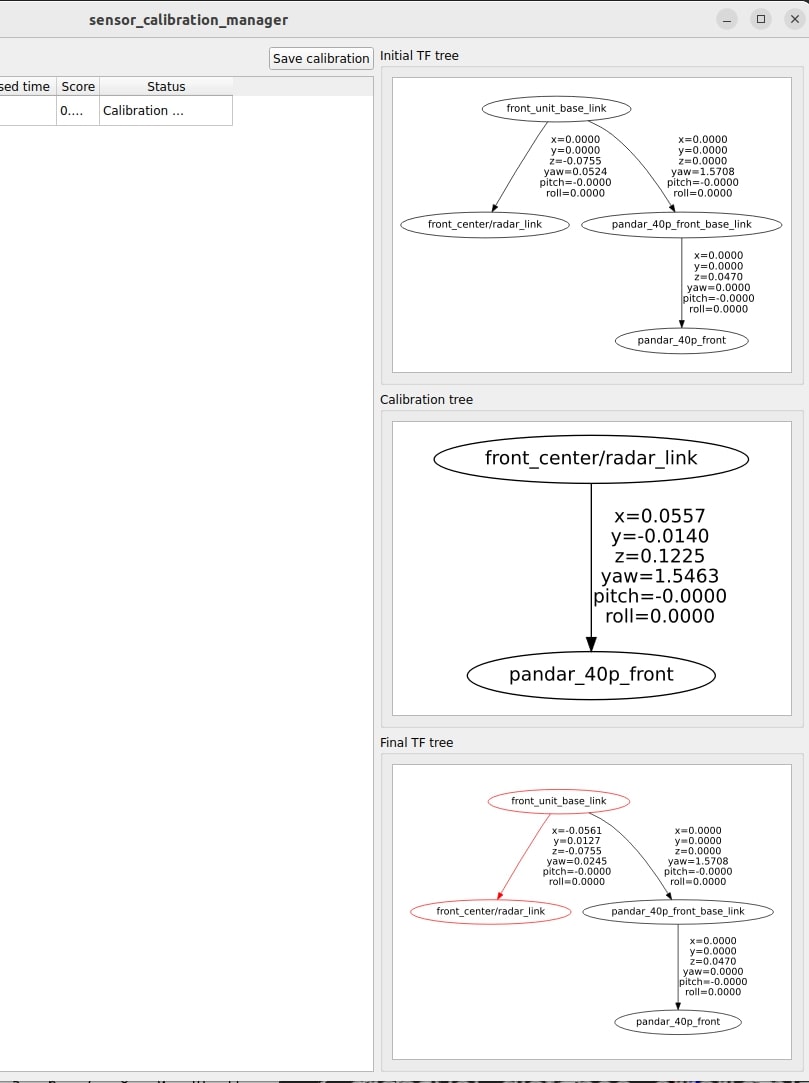 sensor_calibration_manager
Save calibration
sed time Score Status
0.... Calibration ...
Initial TF tree
front_unit_base_link
x=0.0000
y=0.0000
z=-0.0755
yaw=0.0524
pitch=-0.0000
roll=0.0000
x=0.0000
y=0.0000
z=0.0000
yaw=1.5708
pitch=-0.0000
roll=0.0000
front_center/radar_link
pandar_40p_front_base_link
x=0.0000
y=0.0000
z=0.0470
yaw=0.0000
pitch=-0.0000
roll=0.0000
pandar_40p_front
Calibration tree
front_center/radar_link
x=0.0557
y=-0.0140
z=0.1225
yaw=1.5463
pitch=-0.0000
roll=0.0000
pandar_40p_front
Final TF tree
front_unit_base_link
x=-0.0561
y=0.0127
z=-0.0755
yaw=0.0245
pitch=-0.0000
roll=0.0000
x=0.0000
y=0.0000
z=0.0000
yaw=1.5708
pitch=-0.0000
roll=0.0000
front_center/radar_link
pandar_40p_front_base_link
x=0.0000
y=0.0000
z=0.0470
yaw=0.0000
pitch=-0.0000
roll=0.0000
pandar_40p_front